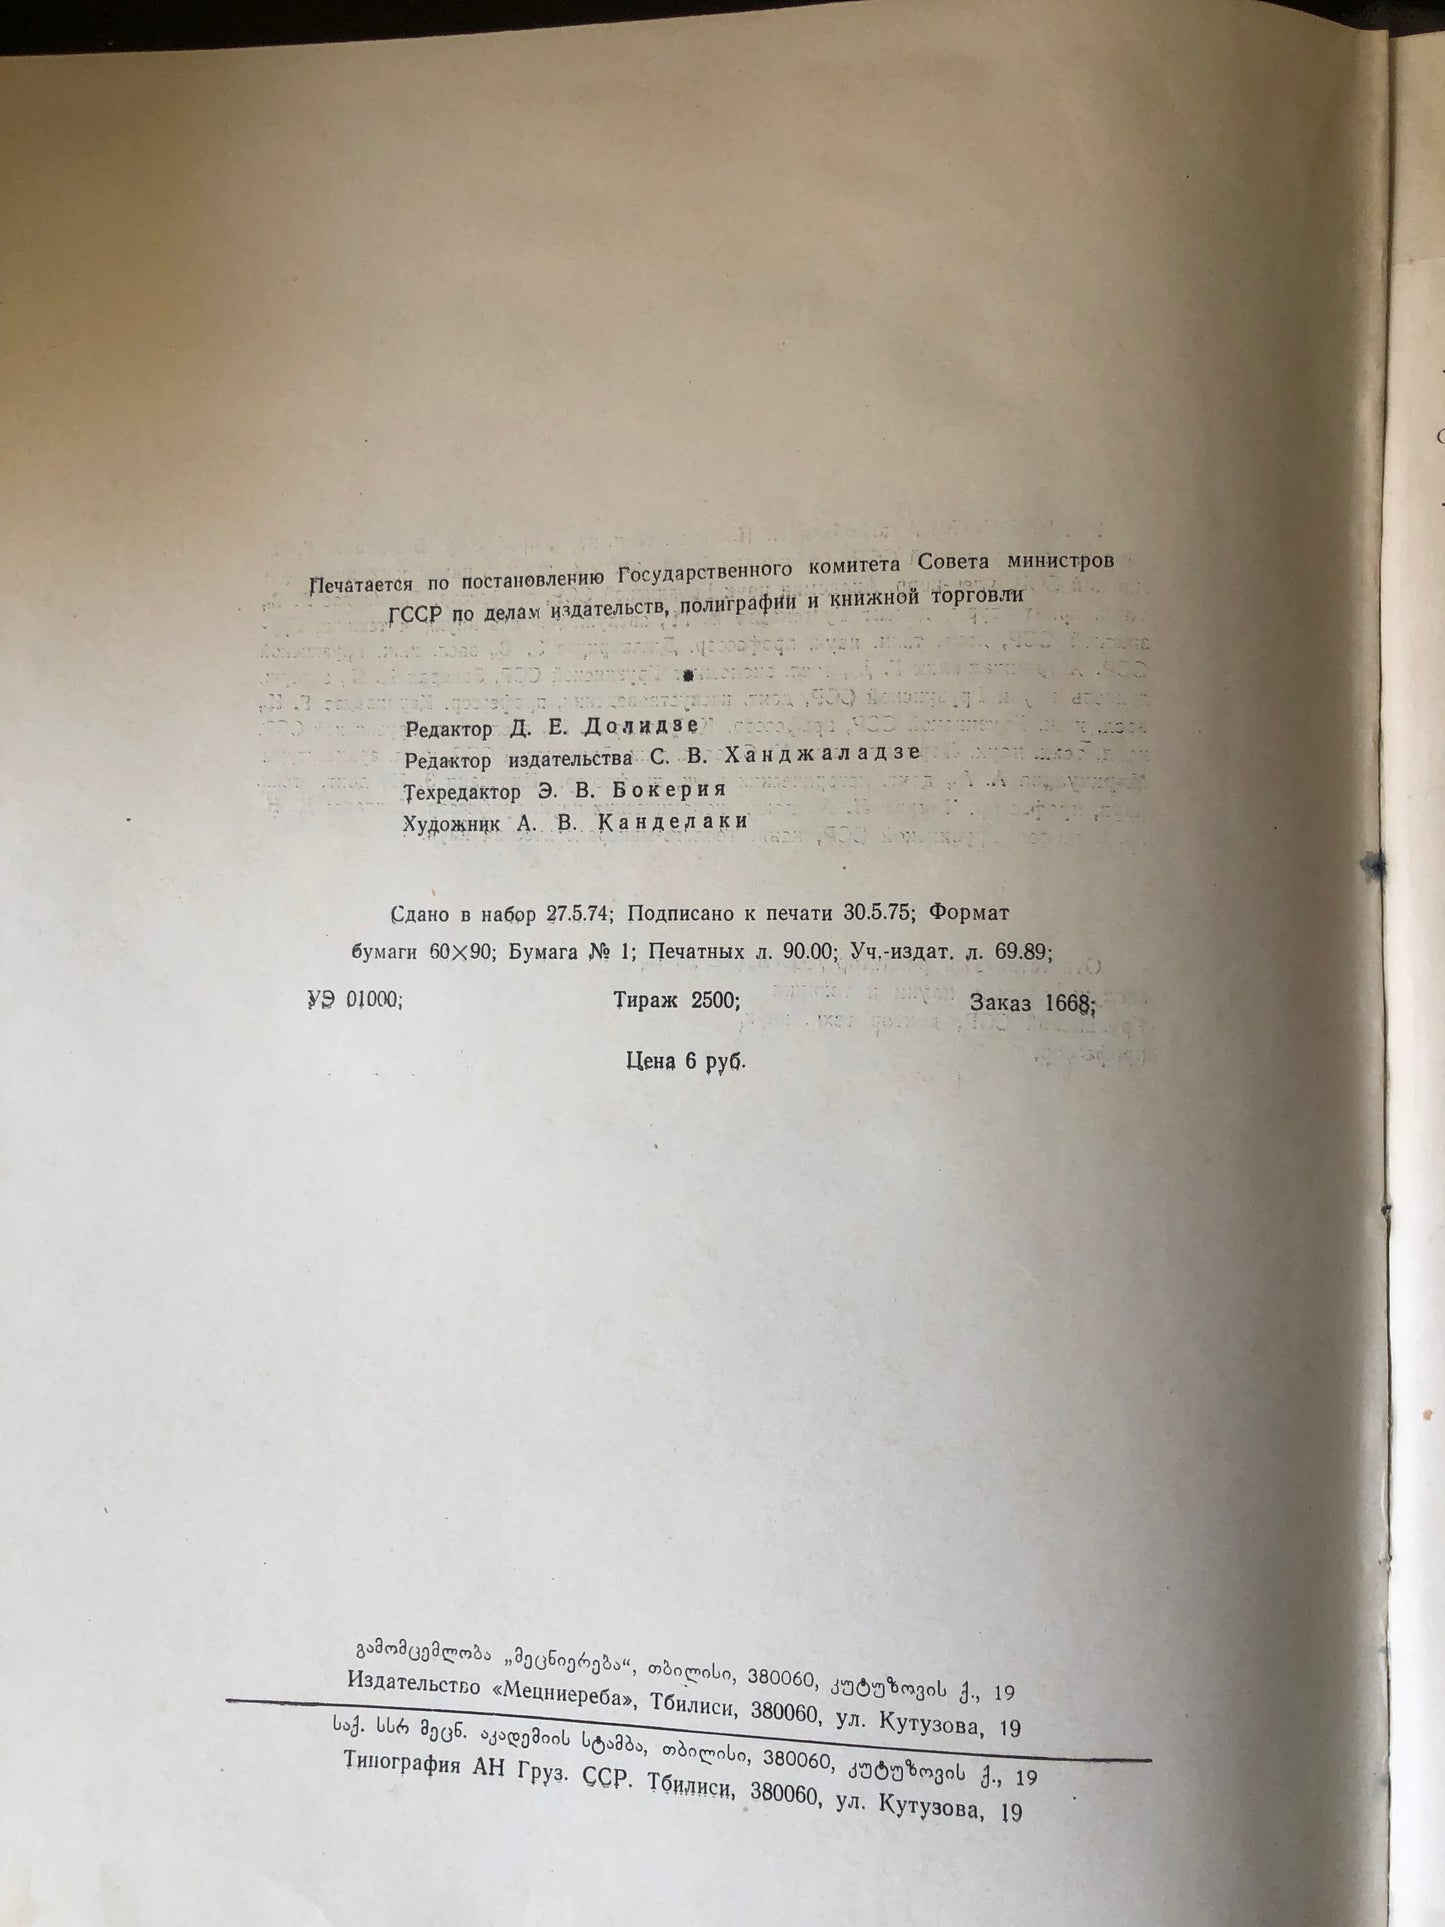 Печатается по постановлению Государственного комитета Совета министров
ГССР по делам издательств, полиграфии и книжной торговли
Редактор Д. Е. Долидзе
Редактор издательства С. В. Ханджаладзе
Техредактор Э. В. Бокерия
Художник А. В. Канделаки
Сдано в набор 27.5.74; Подписано к печати 30.5.75; Формат
бумаги 60×90; Бумага № 1; Печатных л. 90.00; Уч.-издат. л. 69.89;
УЭ 01000; Тираж 2500; Заказ 1668;
Цена 6 руб.
გამომცემლობა „მეცნიერება“, თბილისი, 380060, კუტუზოვის ქ., 19
Издательство «Мецниереба», Тбилиси, 380060, ул. Кутузова, 19
საქ. სსრ მეცნ. აკადემიის სტამბა, თბილისი, 380060, კუტუზოვის ქ., 19
Типография АН Груз. ССР. Тбилиси, 380060, ул. Кутузова, 19